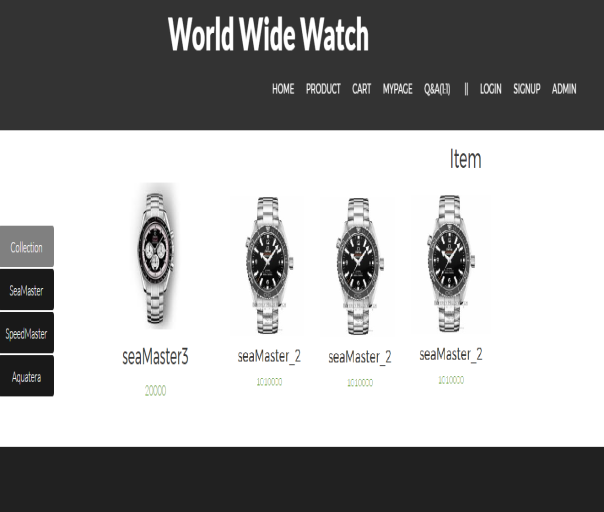 World Wide Watch
HOME PRODUCT CART MYPAGE Q&A(1:1) || LOGIN SIGNUP ADMIN
Item
Collection
SeaMaster
SpeedMaster
Aquatera
seaMaster3 seaMaster_2 seaMaster_2 seaMaster_2
20000 1010000 1010000 1010000